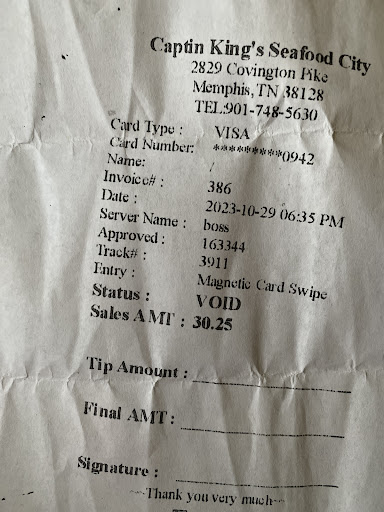 Captin King's Seafood City
2829 Covington Pike
Memphis, TN 38128
TEL:901-748-5630
Card Type : VISA
Card Number: *********0942
Name: /
Invoice# : 386
Date : 2023-10-29 06:35 PM
Server Name : boss
Approved : 163344
Track# : 3911
Entry : Magnetic Card Swipe
Status : VOID
Sales AMT : 30.25
Tip Amount :
Final AMT :
Signature :
--Thank you very much--